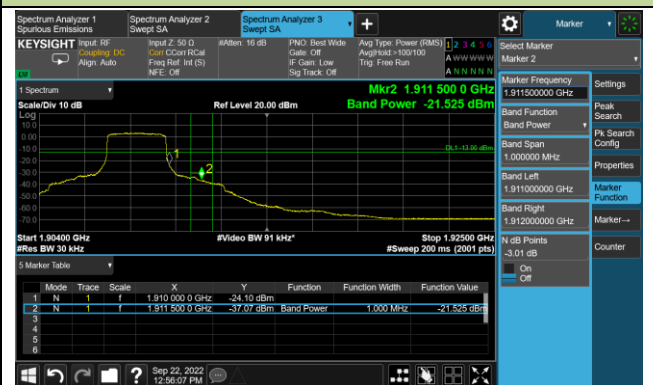 Spectrum Analyzer 1
Spurious Emissions
Spectrum Analyzer 2
Swept SA
Spectrum Analyzer 3
Swept SA
Marker
KEYSIGHT
Input: RF
Coupling: DC
Align: Auto
Input Z: 50 Ω
Corr CCorr RCal
Freq Ref: Int (S)
NFE: Off
#Atten: 16 dB
PNO: Best Wide
Gate: Off
IF Gain: Low
Sig Track: Off
Avg Type: Power (RMS)
Avg|Hold:>100/100
Trig: Free Run
1 2 3 4 5 6
A W W W W W
A N N N N N
1 Spectrum
Scale/Div 10 dB
Ref Level 20.00 dBm
Mkr2 1.911 500 0 GHz
Band Power -21.525 dBm
Log
10.0
0.00
-10.0
-20.0
-30.0
-40.0
-50.0
-60.0
-70.0
DL1 -13.00 dBm
1
2
Start 1.90400 GHz
#Res BW 30 kHz
#Video BW 91 kHz*
Stop 1.92500 GHz
#Sweep 200 ms (2001 pts)
5 Marker Table
Mode Trace Scale X Y Function Function Width Function Value
1 N 1 f 1.910 000 0 GHz -24.10 dBm
2 N 1 f 1.911 500 0 GHz -37.07 dBm Band Power 1.000 MHz -21.525 dBm
3
4
5
6
Sep 22, 2022
12:56:07 PM
Select Marker
Marker 2
Marker Frequency
1.911500000 GHz
Band Function
Band Power
Band Span
1.000000 MHz
Band Left
1.911000000 GHz
Band Right
1.912000000 GHz
N dB Points
-3.01 dB
On
Off
Settings
Peak
Search
Pk Search
Config
Properties
Marker
Function
Marker→
Counter